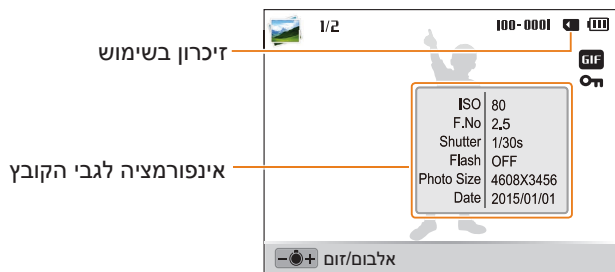 1/2
100-0001
GIF
זיכרון בשימוש
ISO 80
F.No 2.5
Shutter 1/30s
Flash OFF
Photo Size 4608X3456
Date 2015/01/01
אינפורמציה לגבי הקובץ
אלבום/זום